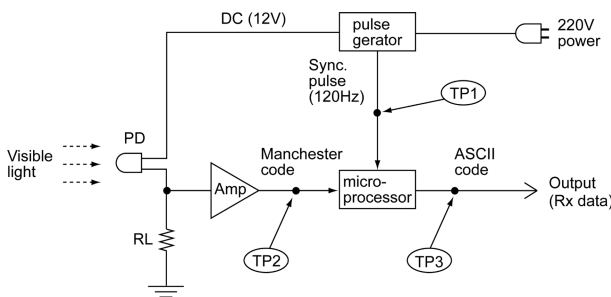 DC (12V)
pulse
gerator
220V
power
Sync.
pulse
(120Hz)
TP1
PD
Visible
light
Manchester
code
ASCII
code
Amp
micro-
processor
Output
(Rx data)
RL
TP2
TP3